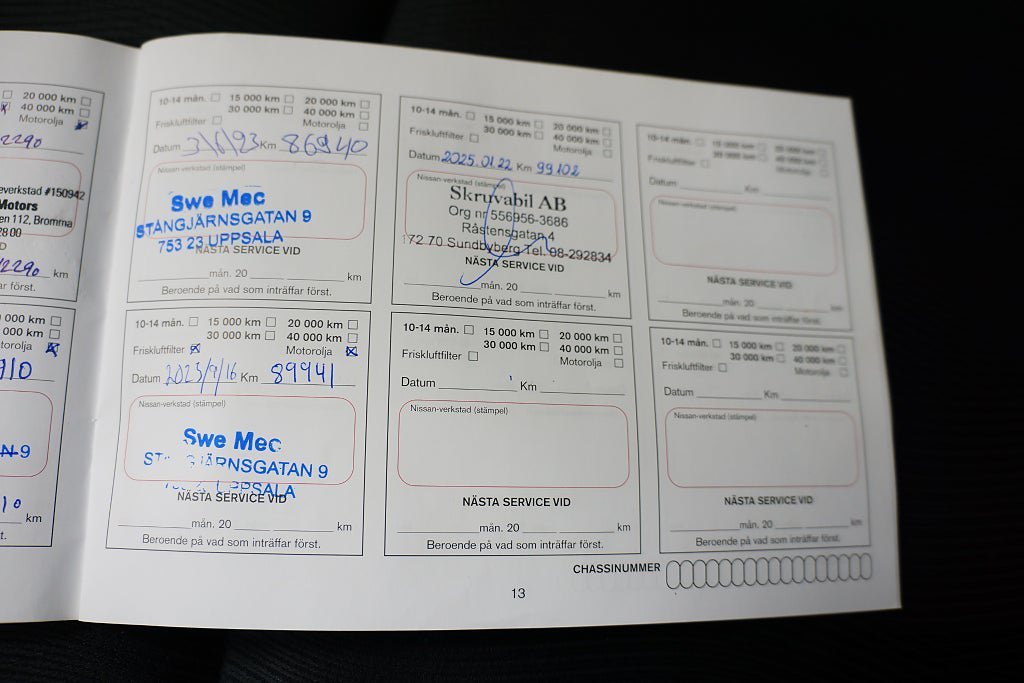 20 000 km
40 000 km
Motorolja
2290
everkstad #150942
Motors
en 112, Bromma
28 00
D
2290 km
ar först.
000 km
000 km
orolja
910
N 9
10 km
t.
10-14 mån. 15 000 km 20 000 km
30 000 km 40 000 km
Friskluftfilter Motorolja
Datum Km 86940
Nissan-verkstad (stämpel)
Swe Mec
STÅNGJÄRNSGATAN 9
753 23 UPPSALA
NÄSTA SERVICE VID
mån. 20 km
Beroende på vad som inträffar först.
10-14 mån. 15 000 km 20 000 km
30 000 km 40 000 km
Friskluftfilter Motorolja
Datum 2023/9/16 Km 89941
Nissan-verkstad (stämpel)
Swe Mec
ST GJÄRNSGATAN 9
UPPSALA
NÄSTA SERVICE VID
mån. 20 km
Beroende på vad som inträffar först.
10-14 mån. 15 000 km 20 000 km
30 000 km 40 000 km
Friskluftfilter Motorolja
Datum 2025.01.22 Km 99102
Nissan-verkstad (stämpel)
Skruvabil AB
Org nr 556956-3686
Råstensgatan 4
172 70 Sundbyberg Tel. 08-292834
NÄSTA SERVICE VID
mån. 20 km
Beroende på vad som inträffar först.
10-14 mån. 15 000 km 20 000 km
30 000 km 40 000 km
Friskluftfilter Motorolja
Datum Km
Nissan-verkstad (stämpel)
NÄSTA SERVICE VID
mån. 20 km
Beroende på vad som inträffar först.
10-14 mån. 15 000 km 20 000 km
30 000 km 40 000 km
Friskluftfilter Motorolja
Datum Km
Nissan-verkstad (stämpel)
NÄSTA SERVICE VID
mån. 20 km
Beroende på vad som inträffar först.
10-14 mån. 15 000 km 20 000 km
30 000 km 40 000 km
Friskluftfilter Motorolja
Datum Km
Nissan-verkstad (stämpel)
NÄSTA SERVICE VID
mån. 20 km
Beroende på vad som inträffar först.
CHASSINUMMER
13